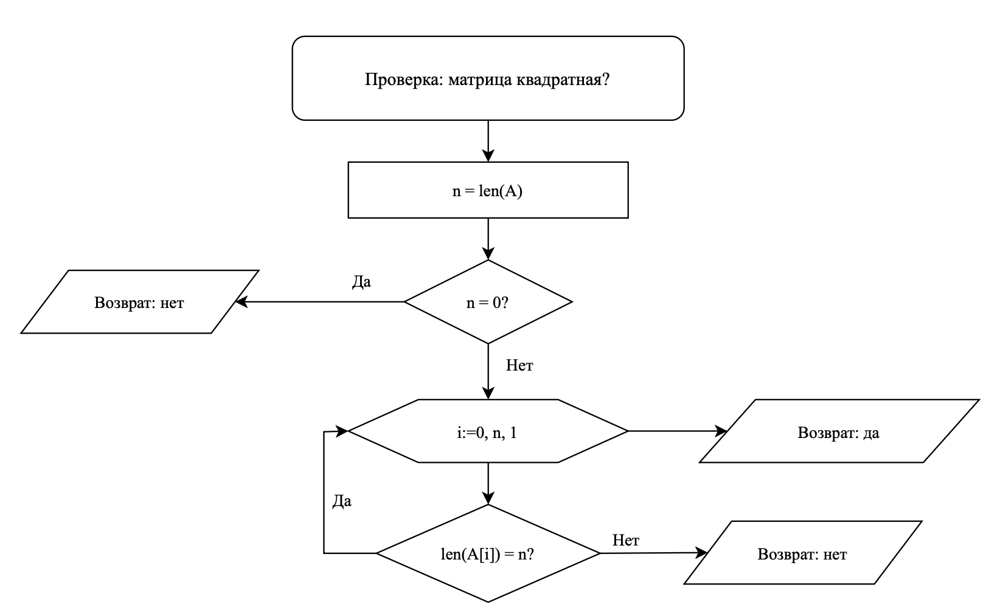 Проверка: матрица квадратная?
n = len(A)
Да
Возврат: нет
n = 0?
Нет
i:=0, n, 1
Возврат: да
Да
Нет
len(A[i]) = n?
Возврат: нет